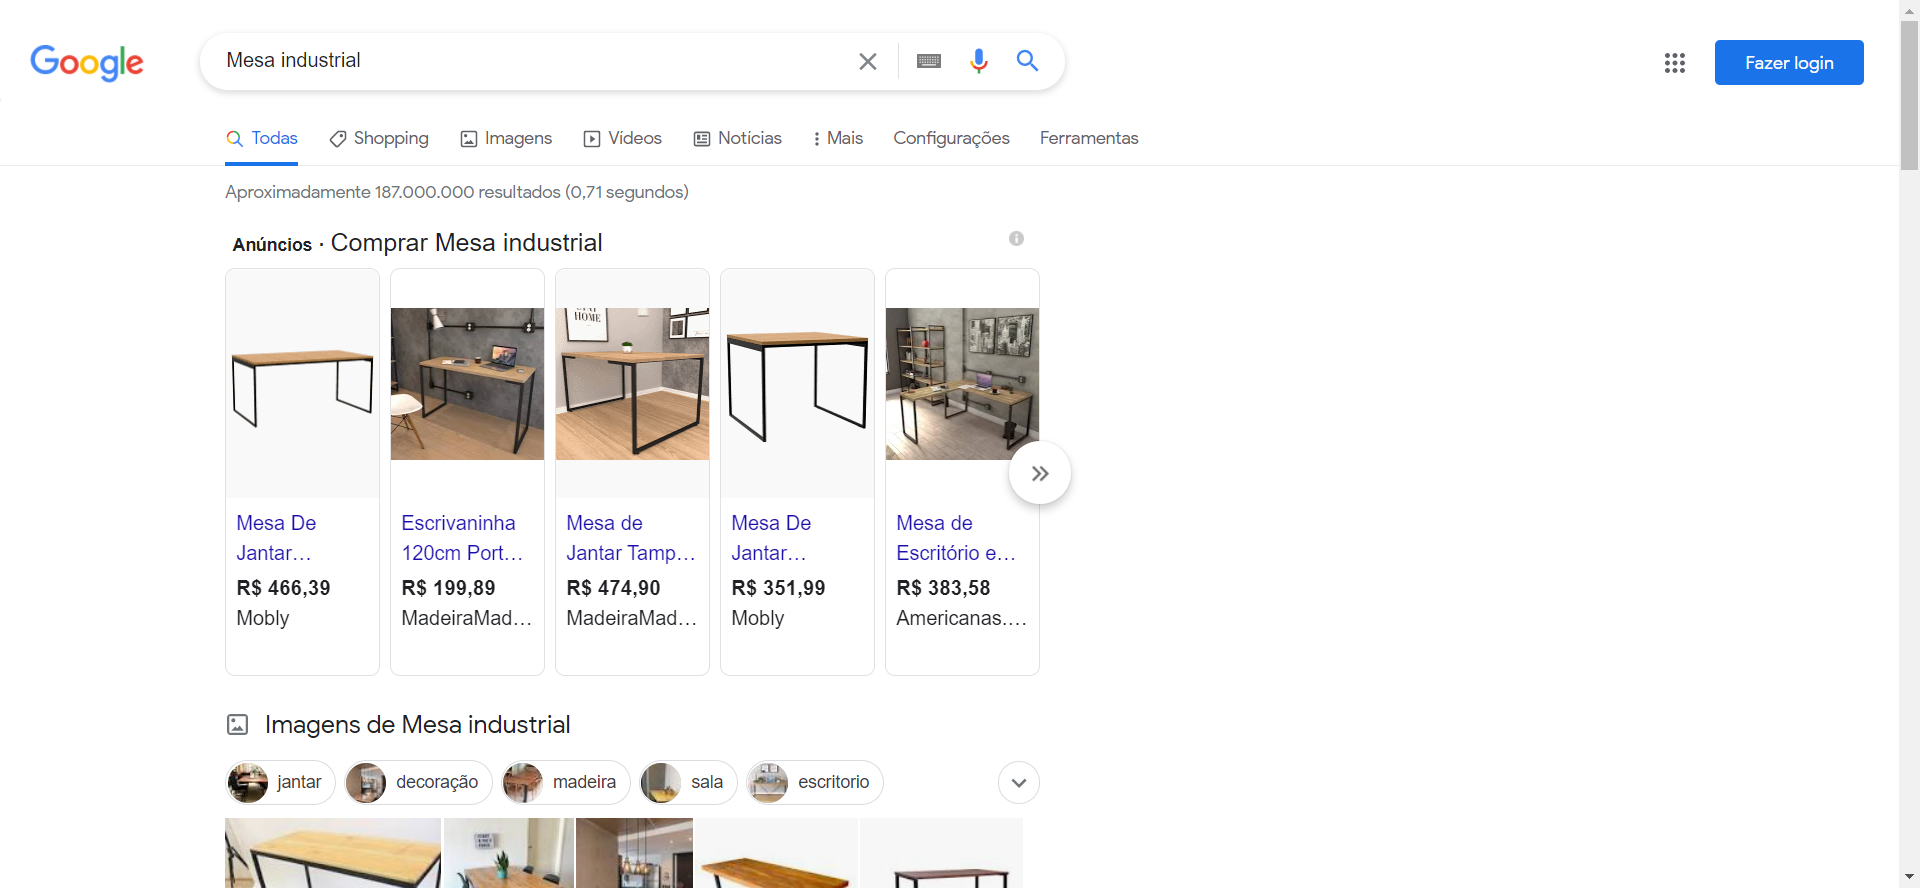 Google
Mesa industrial
Fazer login
Todas
Shopping
Imagens
Vídeos
Notícias
Mais
Configurações
Ferramentas
Aproximadamente 187.000.000 resultados (0,71 segundos)
Anúncios · Comprar Mesa industrial
HOME
Mesa De
Jantar…
R$ 466,39
Mobly
Escrivaninha
120cm Port…
R$ 199,89
MadeiraMad…
Mesa de
Jantar Tamp…
R$ 474,90
MadeiraMad…
Mesa De
Jantar…
R$ 351,99
Mobly
Mesa de
Escritório e…
R$ 383,58
Americanas.…
Imagens de Mesa industrial
jantar
decoração
madeira
sala
escritorio